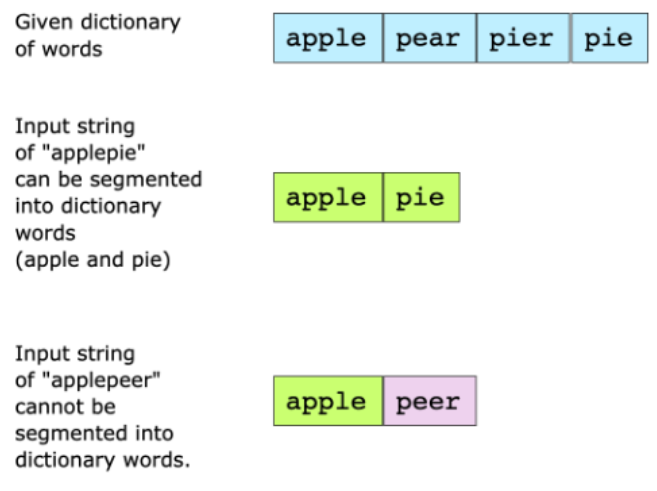 Given dictionary
of words
apple pear pier pie
Input string
of "applepie"
can be segmented
into dictionary
words
(apple and pie)
apple pie
Input string
of "applepeer"
cannot be
segmented into
dictionary words.
apple peer